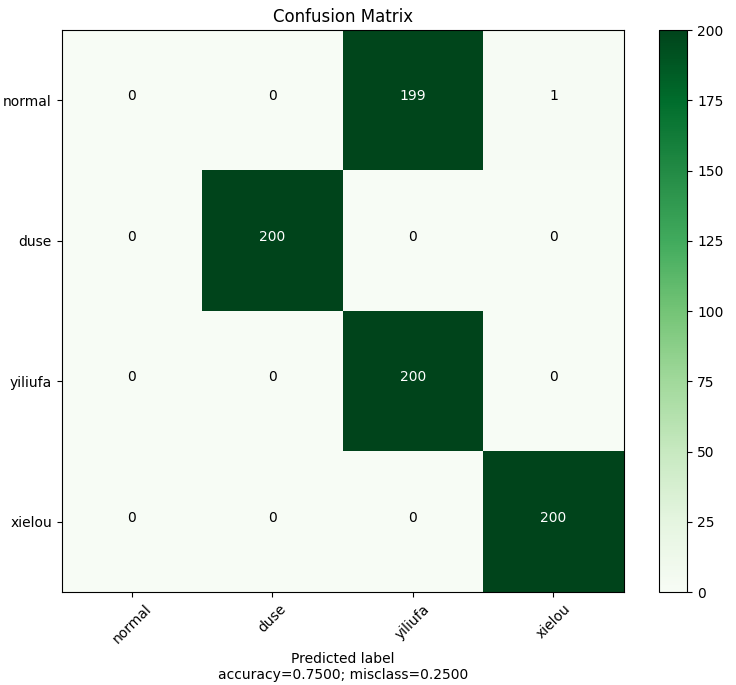 Confusion Matrix
normal 0 0 199 1
duse 0 200 0 0
yiliufa 0 0 200 0
xielou 0 0 0 200
normal duse yiliufa xielou
Predicted label
accuracy=0.7500; misclass=0.2500
200
175
150
125
100
75
50
25
0